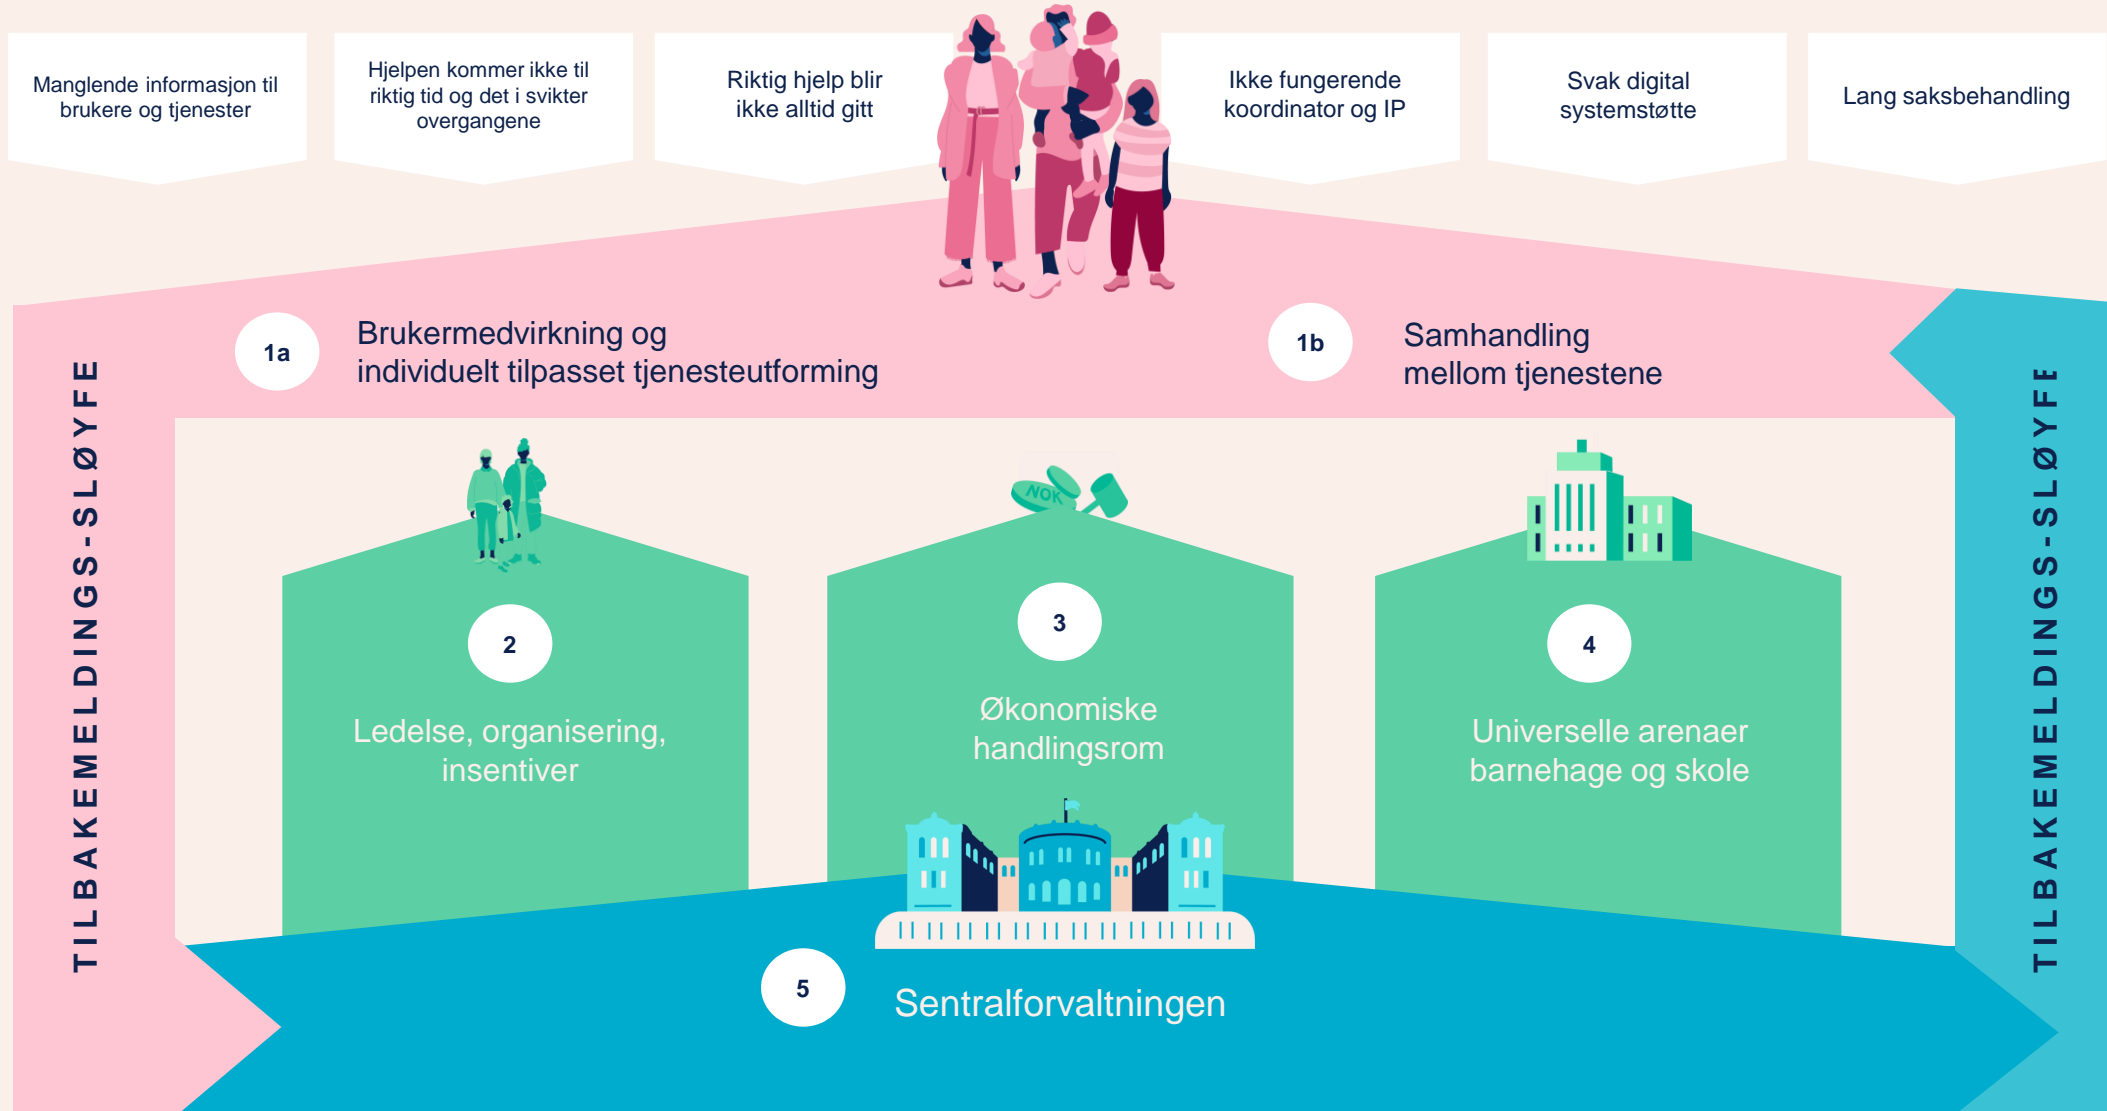 Manglende informasjon til
brukere og tjenester
Hjelpen kommer ikke til
riktig tid og det i svikter
overgangene
Riktig hjelp blir
ikke alltid gitt
Ikke fungerende
koordinator og IP
Svak digital
systemstøtte
Lang saksbehandling
1a
Brukermedvirkning og
individuelt tilpasset tjenesteutforming
1b
Samhandling
mellom tjenestene
TILBAKEMELDINGS-SLØYFE
TILBAKEMELDINGS-SLØYFE
NOK
2
Ledelse, organisering,
insentiver
3
Økonomiske
handlingsrom
4
Universelle arenaer
barnehage og skole
5
Sentralforvaltningen